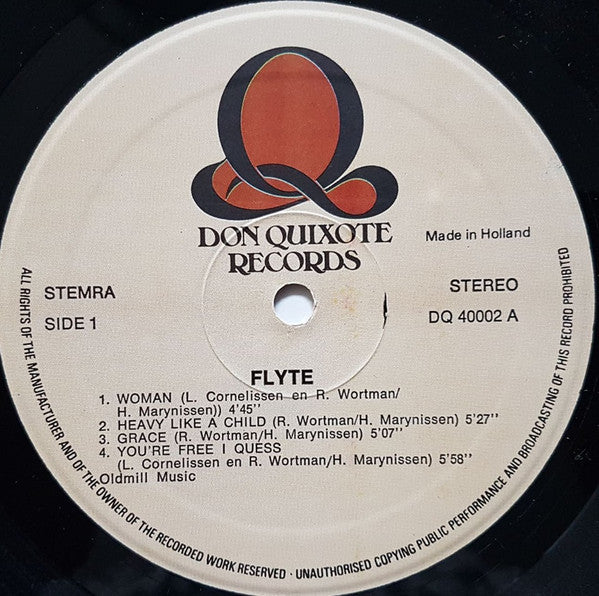 DON QUIXOTE
RECORDS
Made in Holland
STEMRA
STEREO
SIDE 1
DQ 40002 A
FLYTE
1. WOMAN (L. Cornelissen en R. Wortman/
H. Marynissen)) 4'45''
2. HEAVY LIKE A CHILD (R. Wortman/H. Marynissen) 5'27''
3. GRACE (R. Wortman/H. Marynissen) 5'07''
4. YOU'RE FREE I QUESS
(L. Cornelissen en R. Wortman/H. Marynissen) 5'58''
Oldmill Music
ALL RIGHTS OF THE MANUFACTURER AND OF THE OWNER OF THE RECORDED WORK RESERVED · UNAUTHORISED COPYING PUBLIC PERFORMANCE AND BROADCASTING OF THIS RECORD PROHIBITED